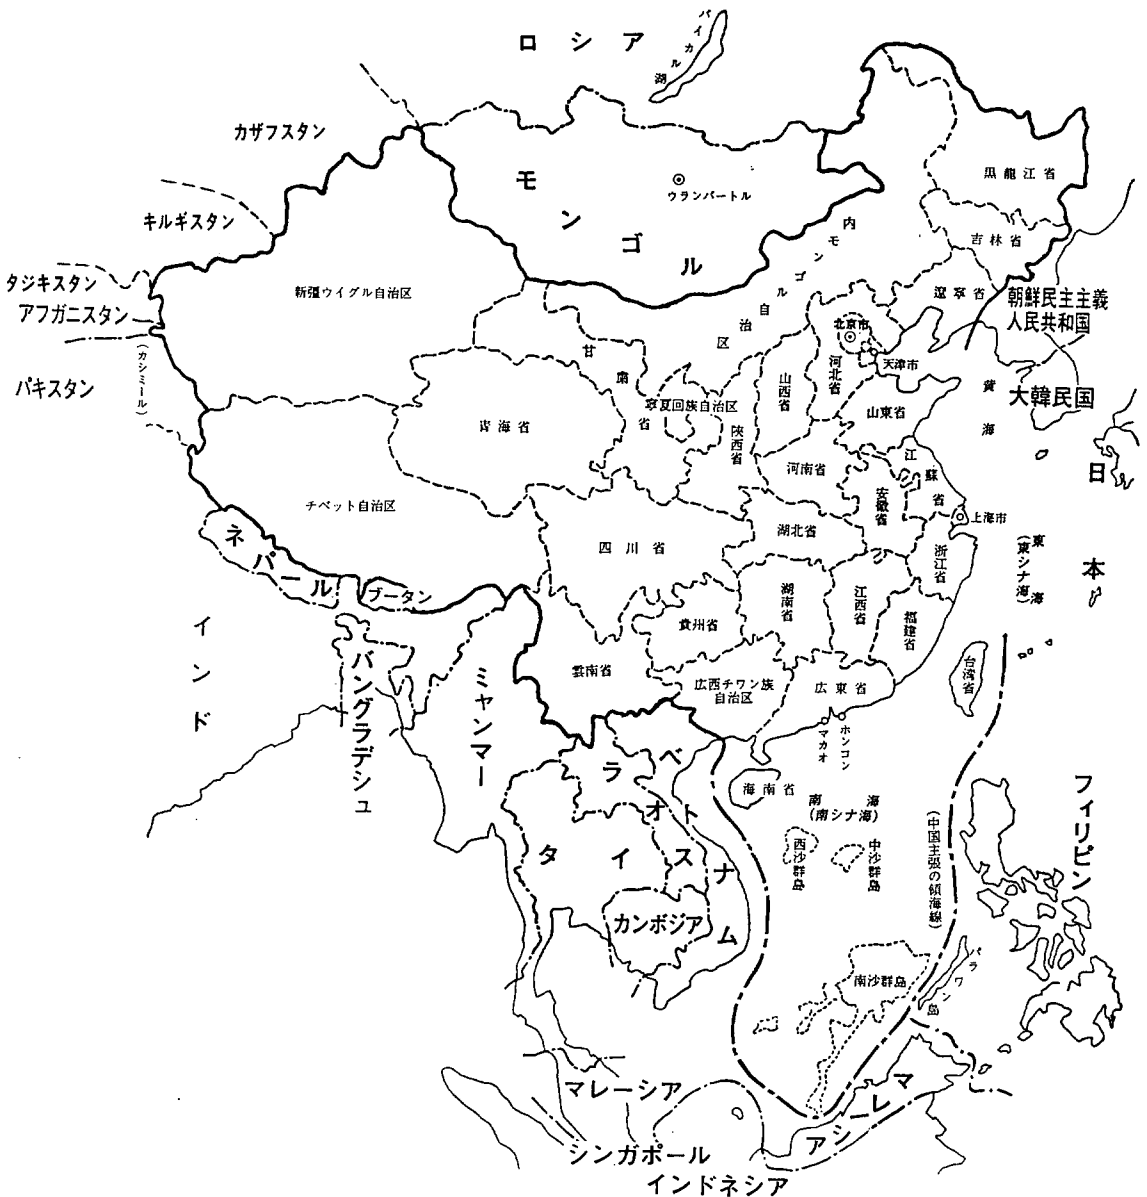 ロシア
バイカル湖
カザフスタン
モンゴル
ウランバートル
黒龍江省
キルギスタン
吉林省
内モンゴル自治区
タジキスタン
アフガニスタン
新彊ウイグル自治区
遼寧省
朝鮮民主主義
人民共和国
北京市
天津市
河北省
山西省
甘粛省
(カシミール)
パキスタン
大韓民国
黄海
寧夏回族自治区
山東省
青海省
陝西省
河南省
江蘇省
安徽省
上海市
日本
チベット自治区
ネパール
ブータン
四川省
湖北省
浙江省
東海
(東シナ海)
湖南省
江西省
福建省
貴州省
雲南省
広西チワン族
自治区
広東省
台湾省
インド
バングラデシュ
ミャンマー
マカオ
ホンコン
ラオス
ベトナム
海南省
南海
(南シナ海)
西沙群島
中沙群島
(中国主張の領海線)
フィリピン
タイ
カンボジア
南沙群島
パラワン島
マレーシア
マレーシア
シンガポール
インドネシア